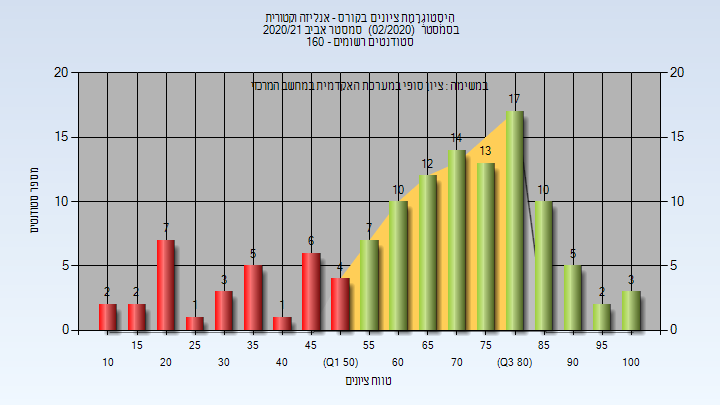 היסטוגרמת ציונים בקורס - אנליזה וקטורית
בסמסטר (02/2020) סמסטר אביב 2020/21
סטודנטים רשומים - 160
במשימה : ציון סופי במערכת האקדמית במחשב המרכזי
20 20
15 15
10 10
5 5
0 0
מספר סטודנטים
2 2 7 1 3 5 1 6 4 7 10 12 14 13 17 10 5 2 3
15 25 35 45 55 65 75 85 95
10 20 30 40 (Q1 50) 60 70 (Q3 80) 90 100
טווח ציונים